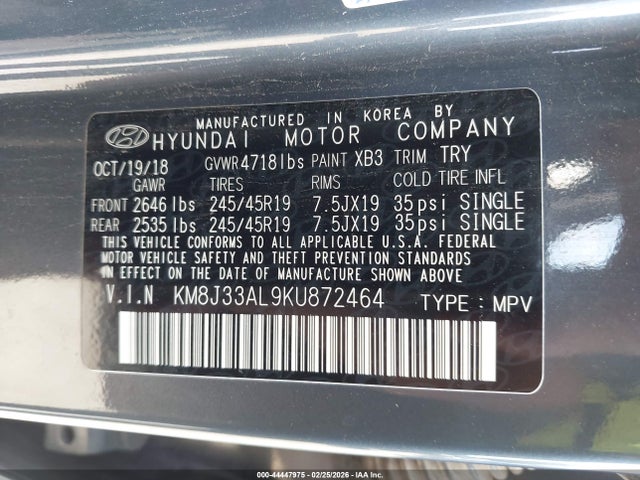 MANUFACTURED IN KOREA BY
HYUNDAI MOTOR COMPANY
OCT/19/18 GVWR 4718lbs PAINT XB3 TRIM TRY
GAWR TIRES RIMS COLD TIRE INFL
FRONT 2646 lbs 245/45R19 7.5JX19 35psi SINGLE
REAR 2535 lbs 245/45R19 7.5JX19 35psi SINGLE
THIS VEHICLE CONFORMS TO ALL APPLICABLE U.S.A. FEDERAL
MOTOR VEHICLE SAFETY AND THEFT PREVENTION STANDARDS
IN EFFECT ON THE DATE OF MANUFACTURE SHOWN ABOVE.
V.I.N KM8J33AL9KU872464 TYPE : MPV
000-44447975 - 02/25/2026 - IAA Inc.